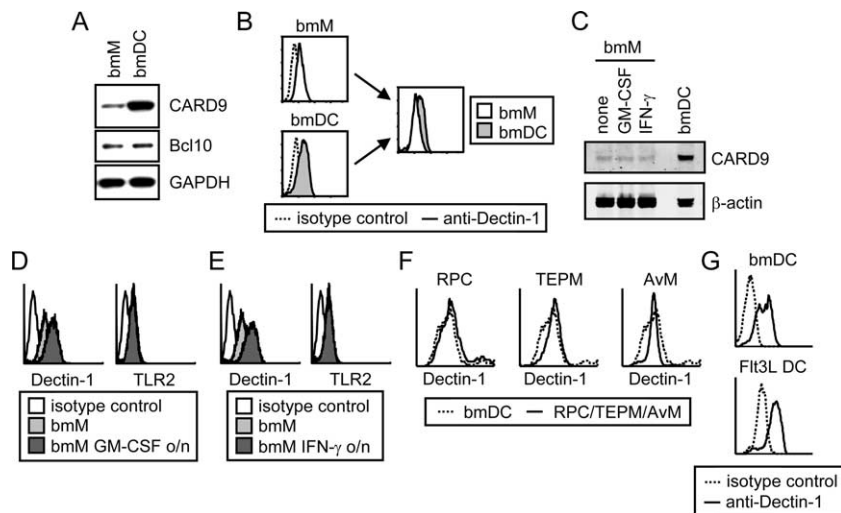 A
bmM
bmDC
CARD9
Bcl10
GAPDH
B
bmM
bmDC
bmM
bmDC
isotype control
anti-Dectin-1
C
bmM
none
GM-CSF
IFN-γ
bmDC
CARD9
β-actin
D
Dectin-1
TLR2
isotype control
bmM
bmM GM-CSF o/n
E
Dectin-1
TLR2
isotype control
bmM
bmM IFN-γ o/n
F
RPC
TEPM
AvM
Dectin-1
Dectin-1
Dectin-1
bmDC
RPC/TEPM/AvM
G
bmDC
Flt3L DC
isotype control
anti-Dectin-1